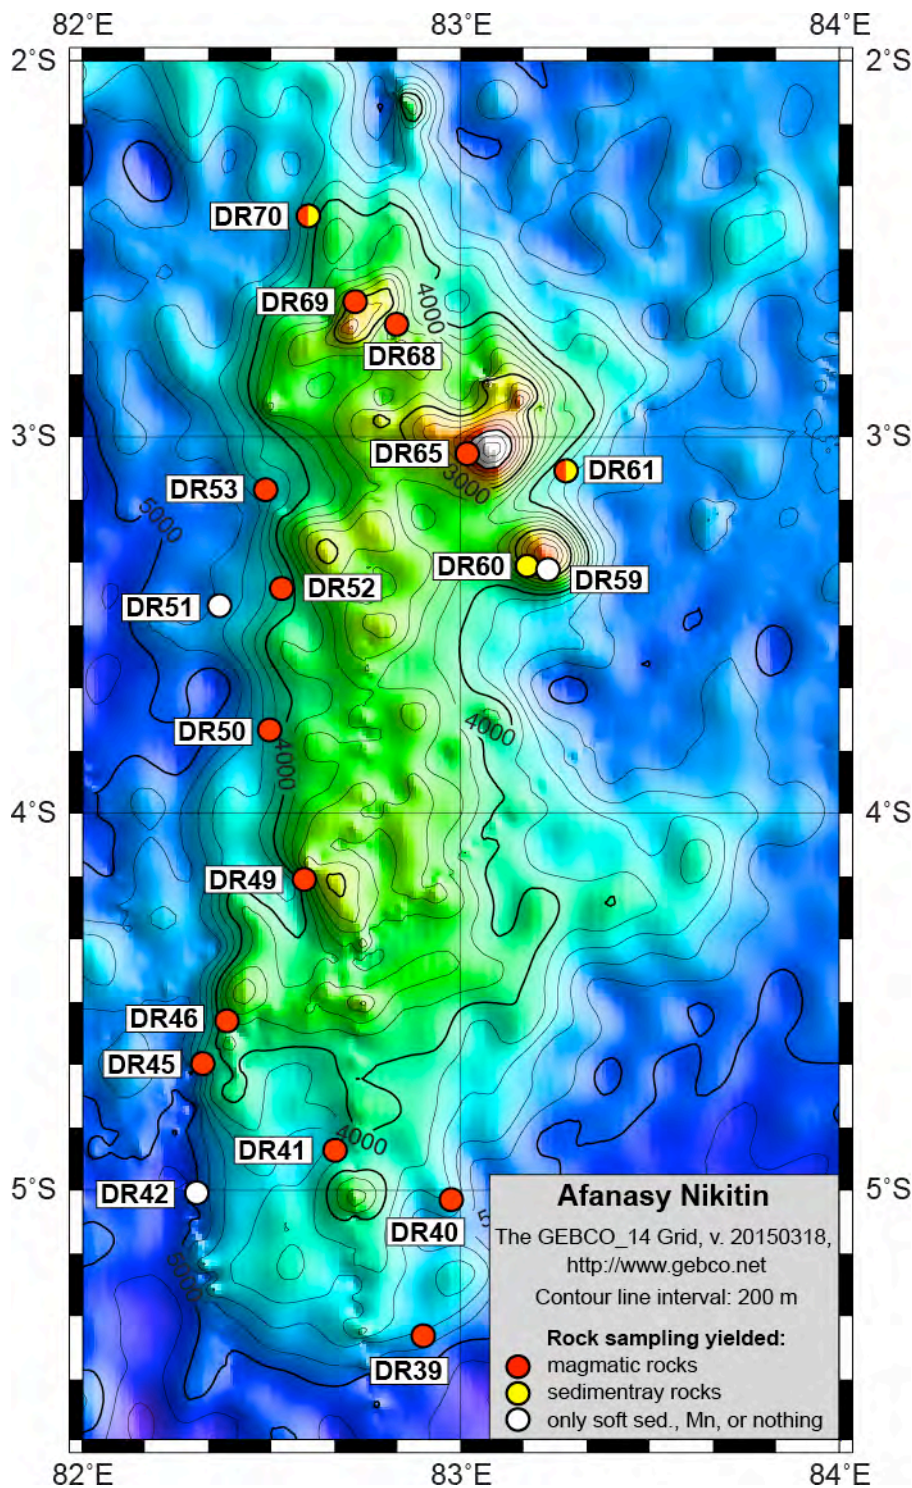 82°E 83°E 84°E
2°S 2°S
DR70
4000
DR69
DR68
3°S 3°S
DR65
DR61
3000
DR53
5000
DR60
DR59
DR52
DR51
DR50
4000
4000
4°S 4°S
DR49
DR46
DR45
4000
DR41
5°S
DR42
DR40
5
5000
DR39
Afanasy Nikitin
The GEBCO_14 Grid, v. 20150318,
http://www.gebco.net
Contour line interval: 200 m
Rock sampling yielded:
magmatic rocks
sedimentray rocks
only soft sed., Mn, or nothing
82°E 83°E 84°E